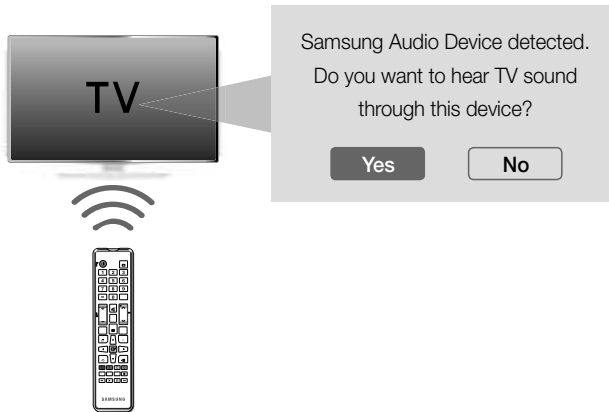 TV
Samsung Audio Device detected.
Do you want to hear TV sound
through this device?
Yes
No
SAMSUNG